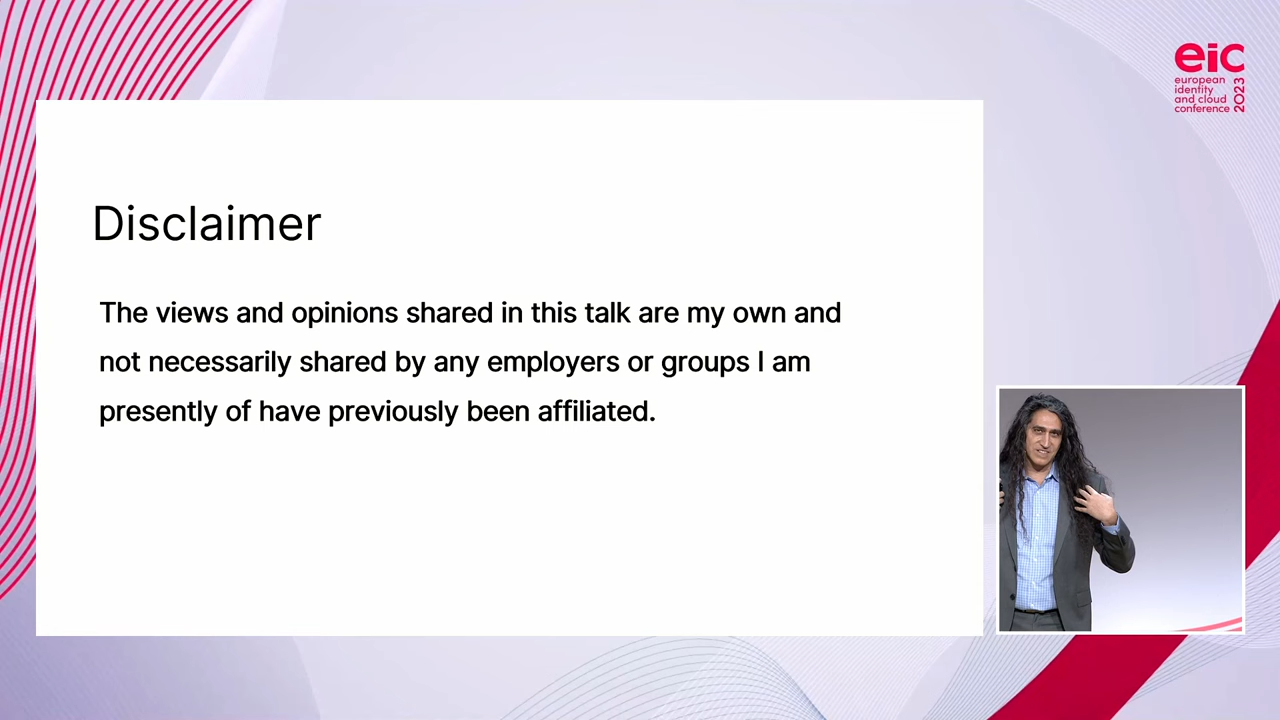 eic
european
identity
and cloud
conference
2023
Disclaimer
The views and opinions shared in this talk are my own and
not necessarily shared by any employers or groups I am
presently of have previously been affiliated.